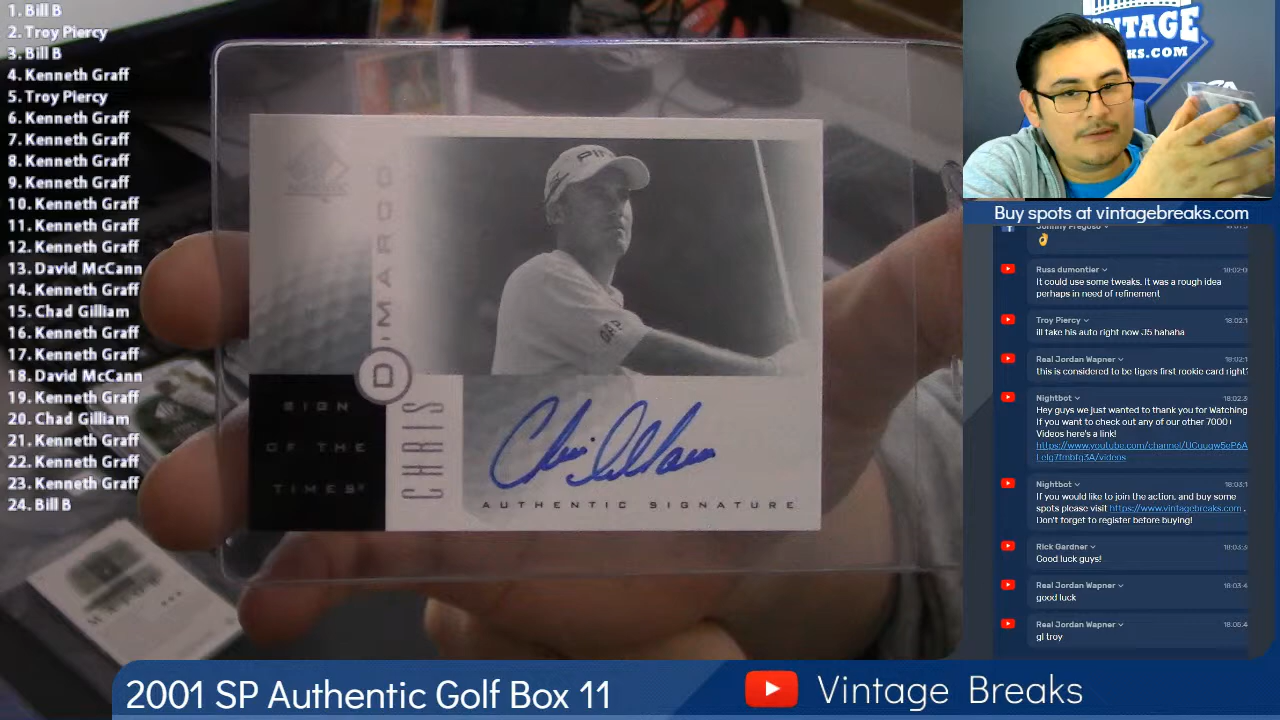 1. Bill B
2. Troy Piercy
3. Bill B
4. Kenneth Graff
5. Troy Piercy
6. Kenneth Graff
7. Kenneth Graff
8. Kenneth Graff
9. Kenneth Graff
10. Kenneth Graff
11. Kenneth Graff
12. Kenneth Graff
13. David McCann
14. Kenneth Graff
15. Chad Gilliam
16. Kenneth Graff
17. Kenneth Graff
18. David McCann
19. Kenneth Graff
20. Chad Gilliam
21. Kenneth Graff
22. Kenneth Graff
23. Kenneth Graff
24. Bill B
DIMARCO
PING
D
CHRIS
SIGN
OF THE
TIMES
AUTHENTIC SIGNATURE
VINTAGE
KS.COM
Buy spots at vintagebreaks.com
Johnny Fregoso
Russ dumontier
It could use some tweaks. It was a rough idea
perhaps in need of refinement
Troy Piercy
ill take his auto right now J5 hahaha
Real Jordan Wapner
this is considered to be tigers first rookie card right?
Nightbot
Hey guys we just wanted to thank you for Watching
If you want to check out any of our other 7000
Videos here's a link!
Nightbot
If you would like to join the action, and buy some
spots please visit https://www.vintagebreaks.com .
Don't forget to register before buying!
Rick Gardner
Good luck guys!
Real Jordan Wapner
good luck
Real Jordan Wapner
gl troy
2001 SP Authentic Golf Box 11
Vintage Breaks